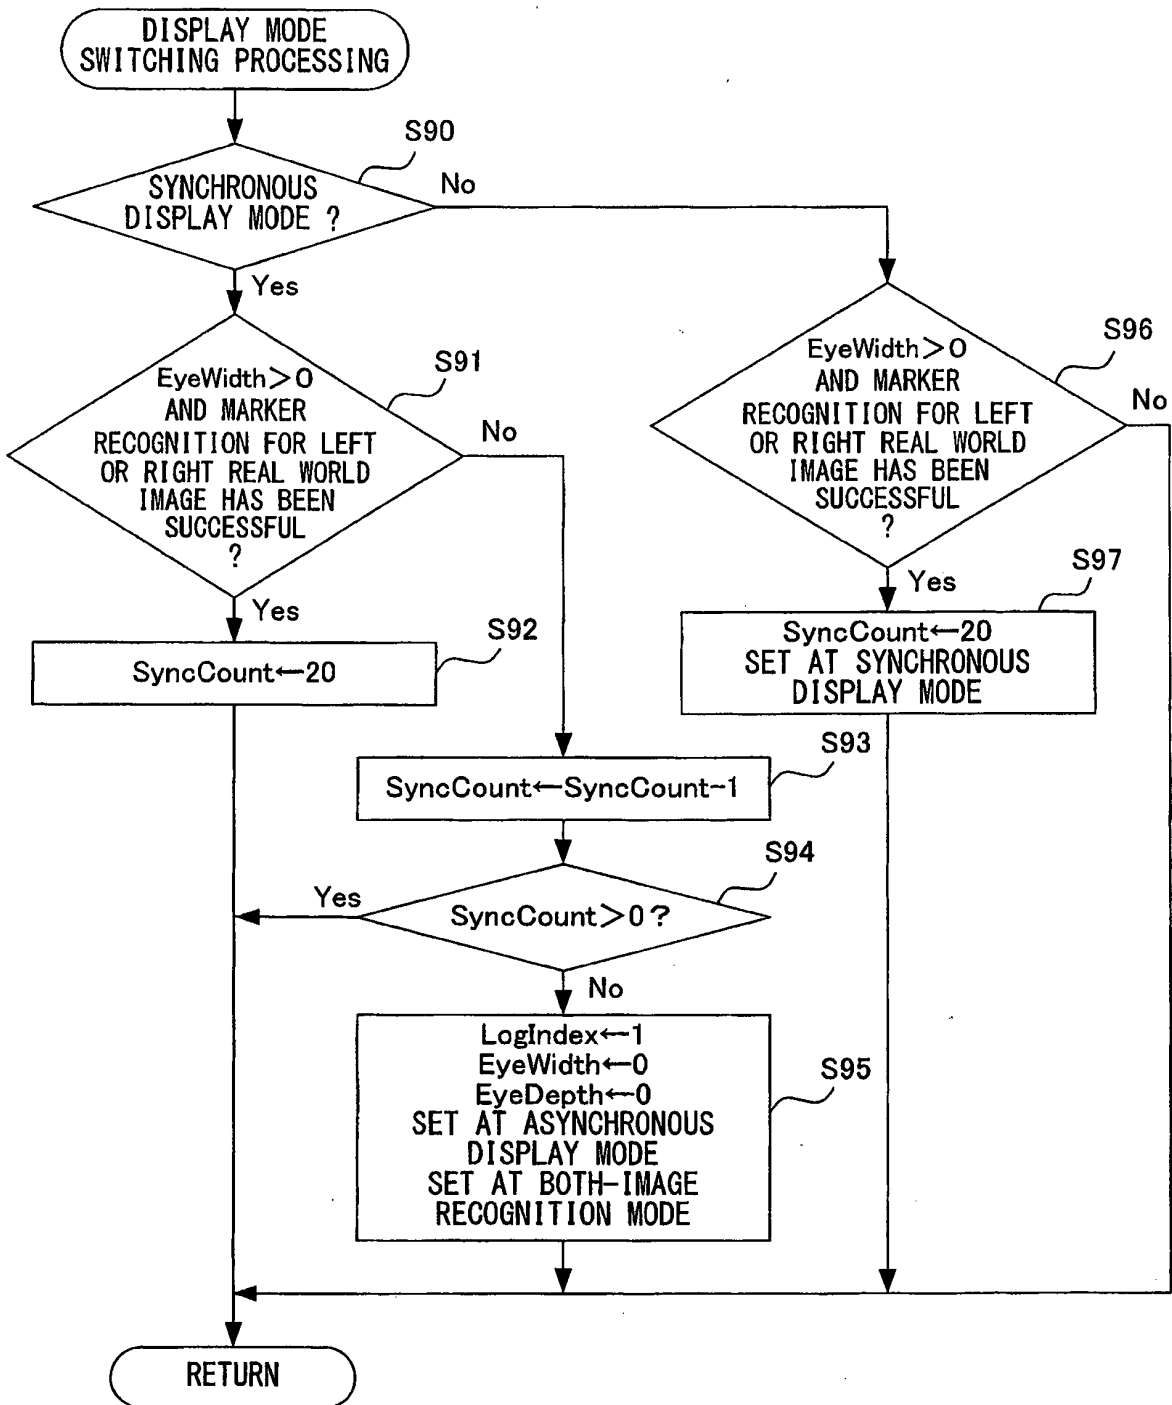 DISPLAY MODE
SWITCHING PROCESSING
S90
SYNCHRONOUS
DISPLAY MODE ?
No
Yes
S91
EyeWidth>0
AND MARKER
RECOGNITION FOR LEFT
OR RIGHT REAL WORLD
IMAGE HAS BEEN
SUCCESSFUL
?
No
Yes
S92
SyncCount←20
S96
EyeWidth>0
AND MARKER
RECOGNITION FOR LEFT
OR RIGHT REAL WORLD
IMAGE HAS BEEN
SUCCESSFUL
?
No
Yes
S97
SyncCount←20
SET AT SYNCHRONOUS
DISPLAY MODE
S93
SyncCount←SyncCount-1
S94
SyncCount>0?
Yes
No
S95
LogIndex←1
EyeWidth←0
EyeDepth←0
SET AT ASYNCHRONOUS
DISPLAY MODE
SET AT BOTH-IMAGE
RECOGNITION MODE
RETURN